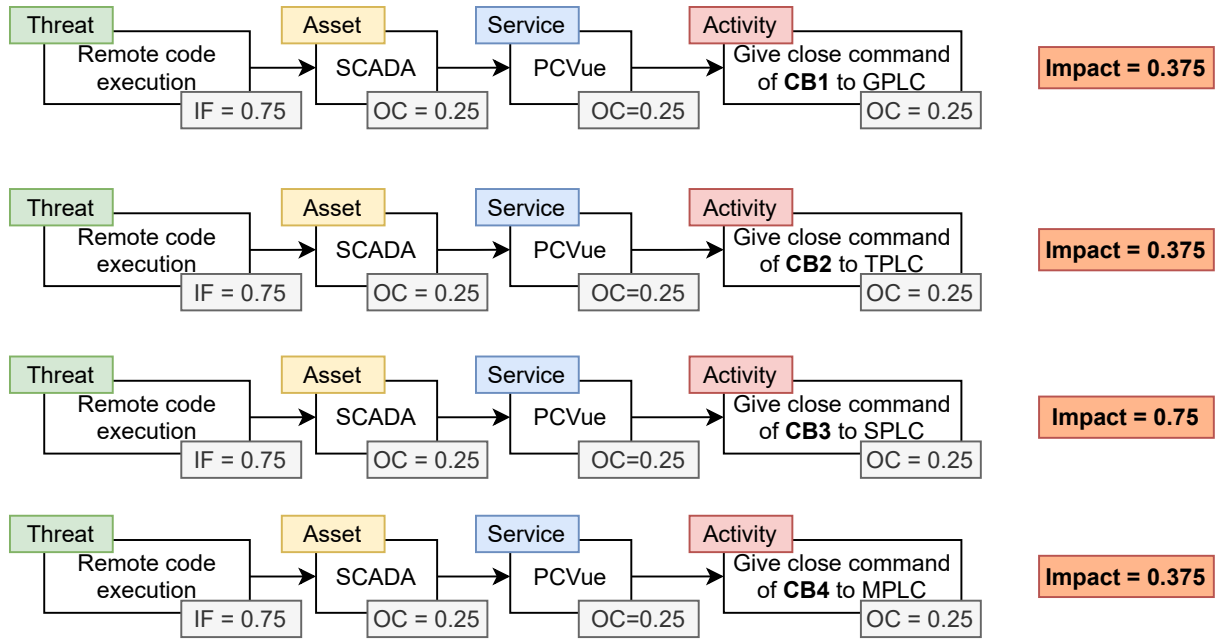 Threat
Asset
Service
Activity
Remote code
execution
SCADA
PCVue
Give close command
of CB1 to GPLC
IF = 0.75
OC = 0.25
OC=0.25
OC = 0.25
Impact = 0.375
Threat
Asset
Service
Activity
Remote code
execution
SCADA
PCVue
Give close command
of CB2 to TPLC
IF = 0.75
OC = 0.25
OC=0.25
OC = 0.25
Impact = 0.375
Threat
Asset
Service
Activity
Remote code
execution
SCADA
PCVue
Give close command
of CB3 to SPLC
IF = 0.75
OC = 0.25
OC=0.25
OC = 0.25
Impact = 0.75
Threat
Asset
Service
Activity
Remote code
execution
SCADA
PCVue
Give close command
of CB4 to MPLC
IF = 0.75
OC = 0.25
OC=0.25
OC = 0.25
Impact = 0.375